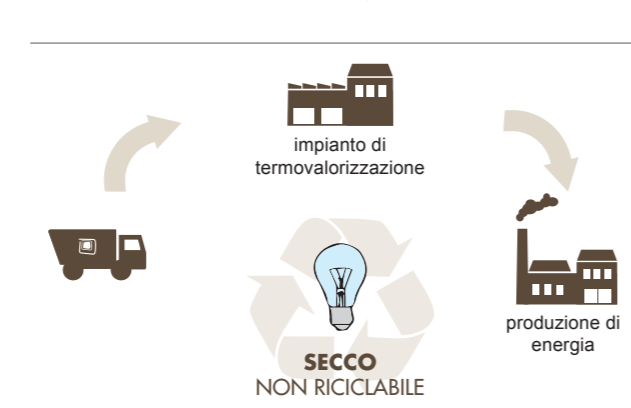 impianto di
termovalorizzazione
produzione di
energia
SECCO
NON RICICLABILE